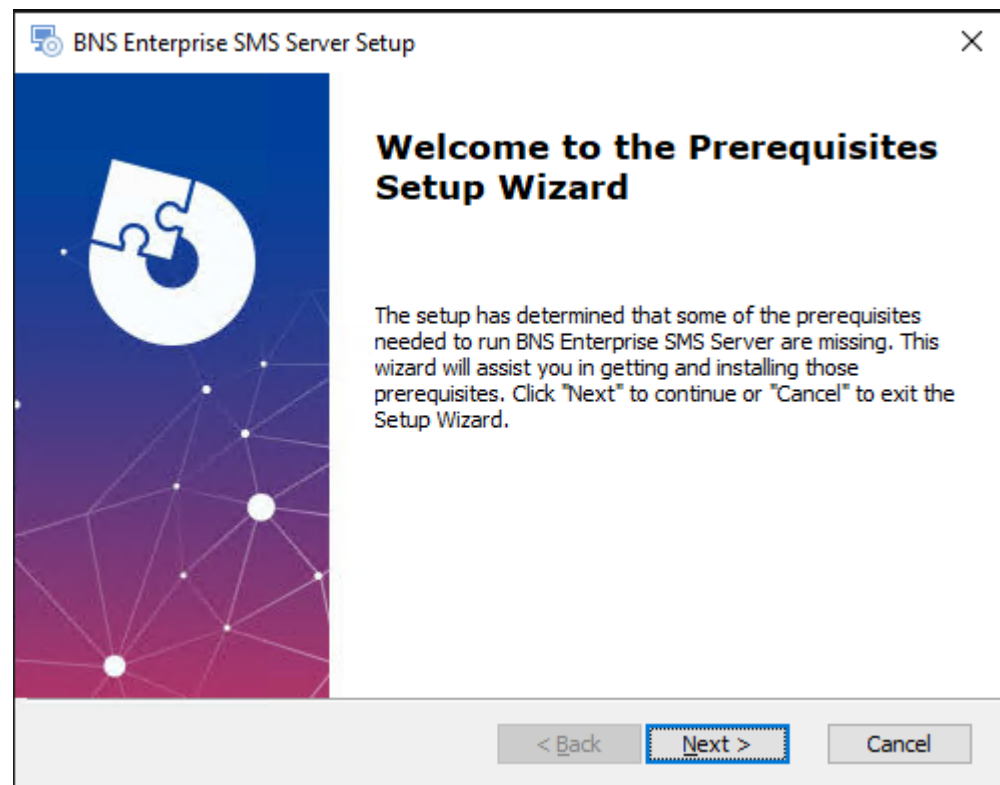 BNS Enterprise SMS Server Setup
Welcome to the Prerequisites
Setup Wizard
The setup has determined that some of the prerequisites
needed to run BNS Enterprise SMS Server are missing. This
wizard will assist you in getting and installing those
prerequisites. Click "Next" to continue or "Cancel" to exit the
Setup Wizard.
< Back Next > Cancel